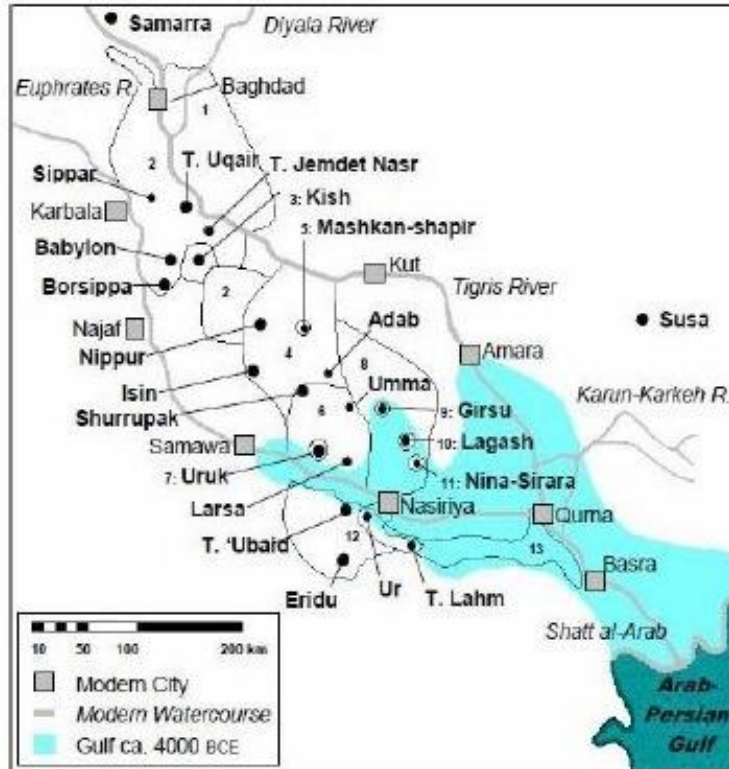 Samarra
Diyala River
Euphrates R.
Baghdad
1
2
T. Uqair
T. Jemdet Nasr
Sippar
3: Kish
Karbala
5: Mashkan-shapir
Babylon
Kut
Borsippa
2
Tigris River
Najaf
Adab
Susa
Nippur
4
8
Amara
Isin
Umma
Karun-Karkeh R.
Shurrupak
6
9: Girsu
Samawa
10: Lagash
7: Uruk
11: Nina-Sirara
Larsa
Nasiriya
Qurna
T. 'Ubaid
12
13
Basra
Eridu
Ur
T. Lahm
Shatt al-Arab
10 50 100 200 km
Modern City
Modern Watercourse
Gulf ca. 4000 BCE
Arab-
Persian
Gulf